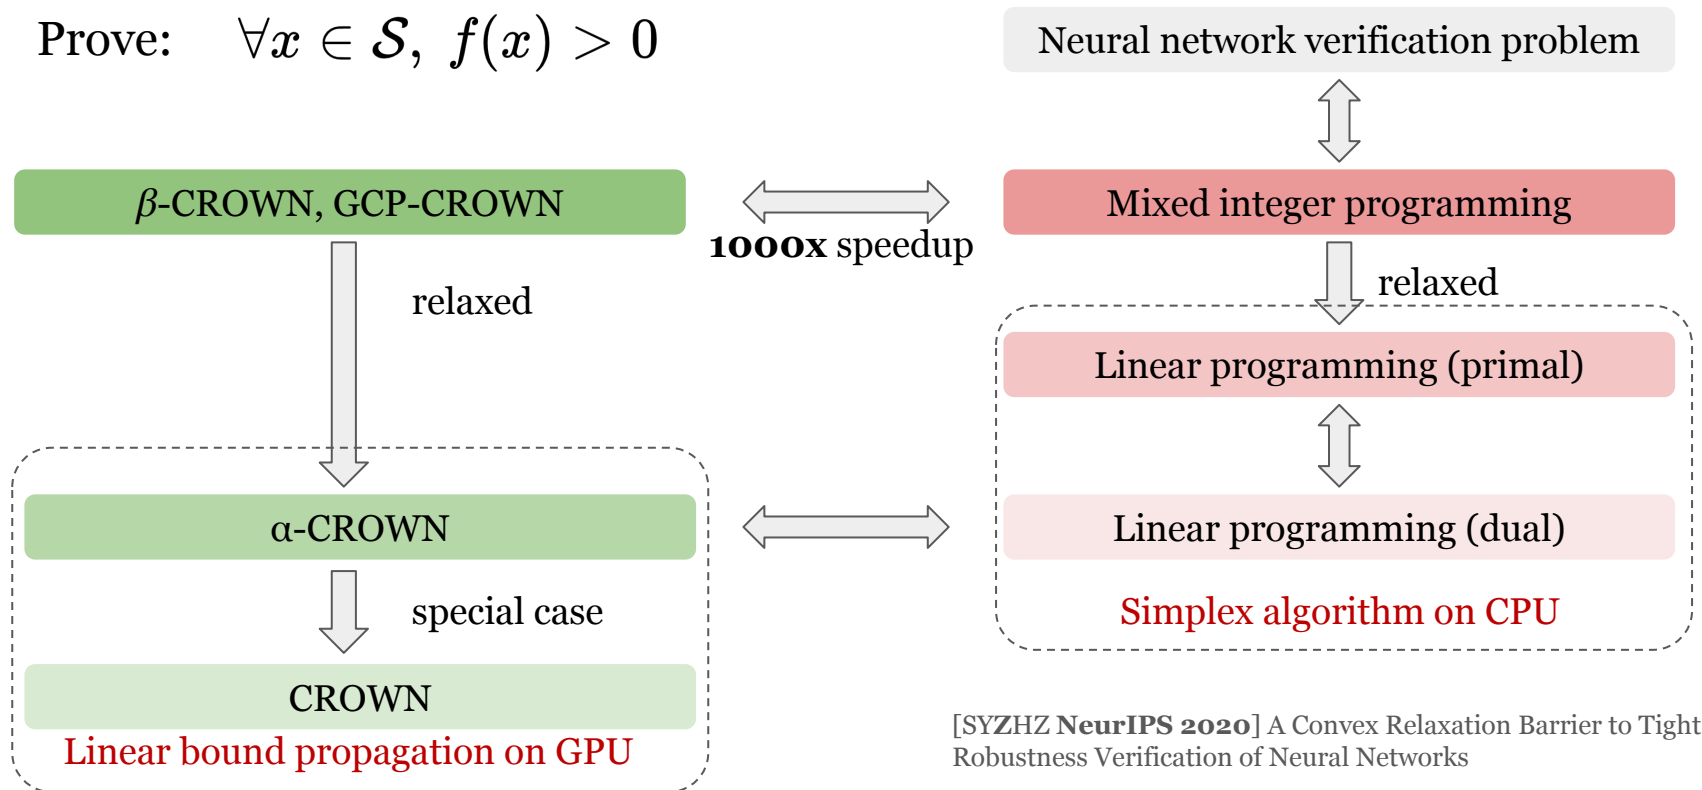 Prove: ∀x ∈ 𝒮, f(x) > 0
Neural network verification problem
β-CROWN, GCP-CROWN
1000x speedup
Mixed integer programming
relaxed
relaxed
Linear programming (primal)
α-CROWN
Linear programming (dual)
special case
Simplex algorithm on CPU
CROWN
Linear bound propagation on GPU
[SYZHZ NeurIPS 2020] A Convex Relaxation Barrier to Tight
Robustness Verification of Neural Networks